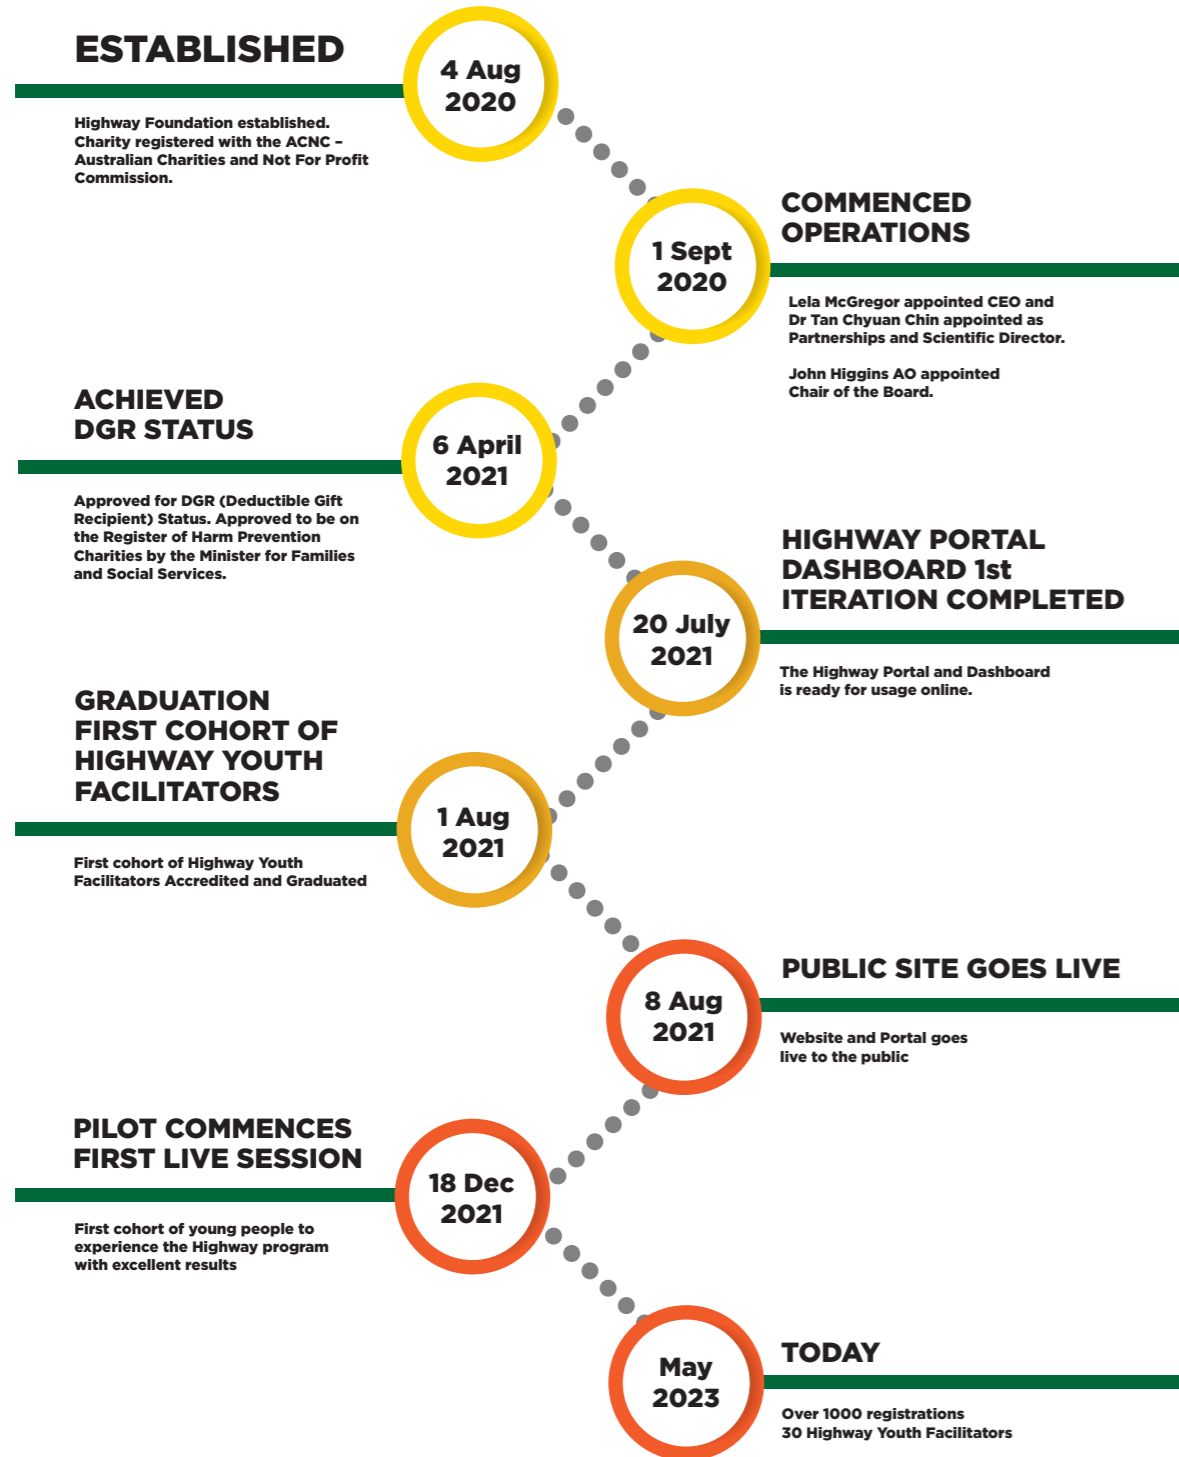 ESTABLISHED
4 Aug
2020
Highway Foundation established.
Charity registered with the ACNC –
Australian Charities and Not For Profit
Commission.
COMMENCED
OPERATIONS
1 Sept
2020
Lela McGregor appointed CEO and
Dr Tan Chyuan Chin appointed as
Partnerships and Scientific Director.
John Higgins AO appointed
Chair of the Board.
ACHIEVED
DGR STATUS
6 April
2021
Approved for DGR (Deductible Gift
Recipient) Status. Approved to be on
the Register of Harm Prevention
Charities by the Minister for Families
and Social Services.
HIGHWAY PORTAL
DASHBOARD 1st
ITERATION COMPLETED
20 July
2021
The Highway Portal and Dashboard
is ready for usage online.
GRADUATION
FIRST COHORT OF
HIGHWAY YOUTH
FACILITATORS
1 Aug
2021
First cohort of Highway Youth
Facilitators Accredited and Graduated
PUBLIC SITE GOES LIVE
8 Aug
2021
Website and Portal goes
live to the public
PILOT COMMENCES
FIRST LIVE SESSION
18 Dec
2021
First cohort of young people to
experience the Highway program
with excellent results
TODAY
May
2023
Over 1000 registrations
30 Highway Youth Facilitators